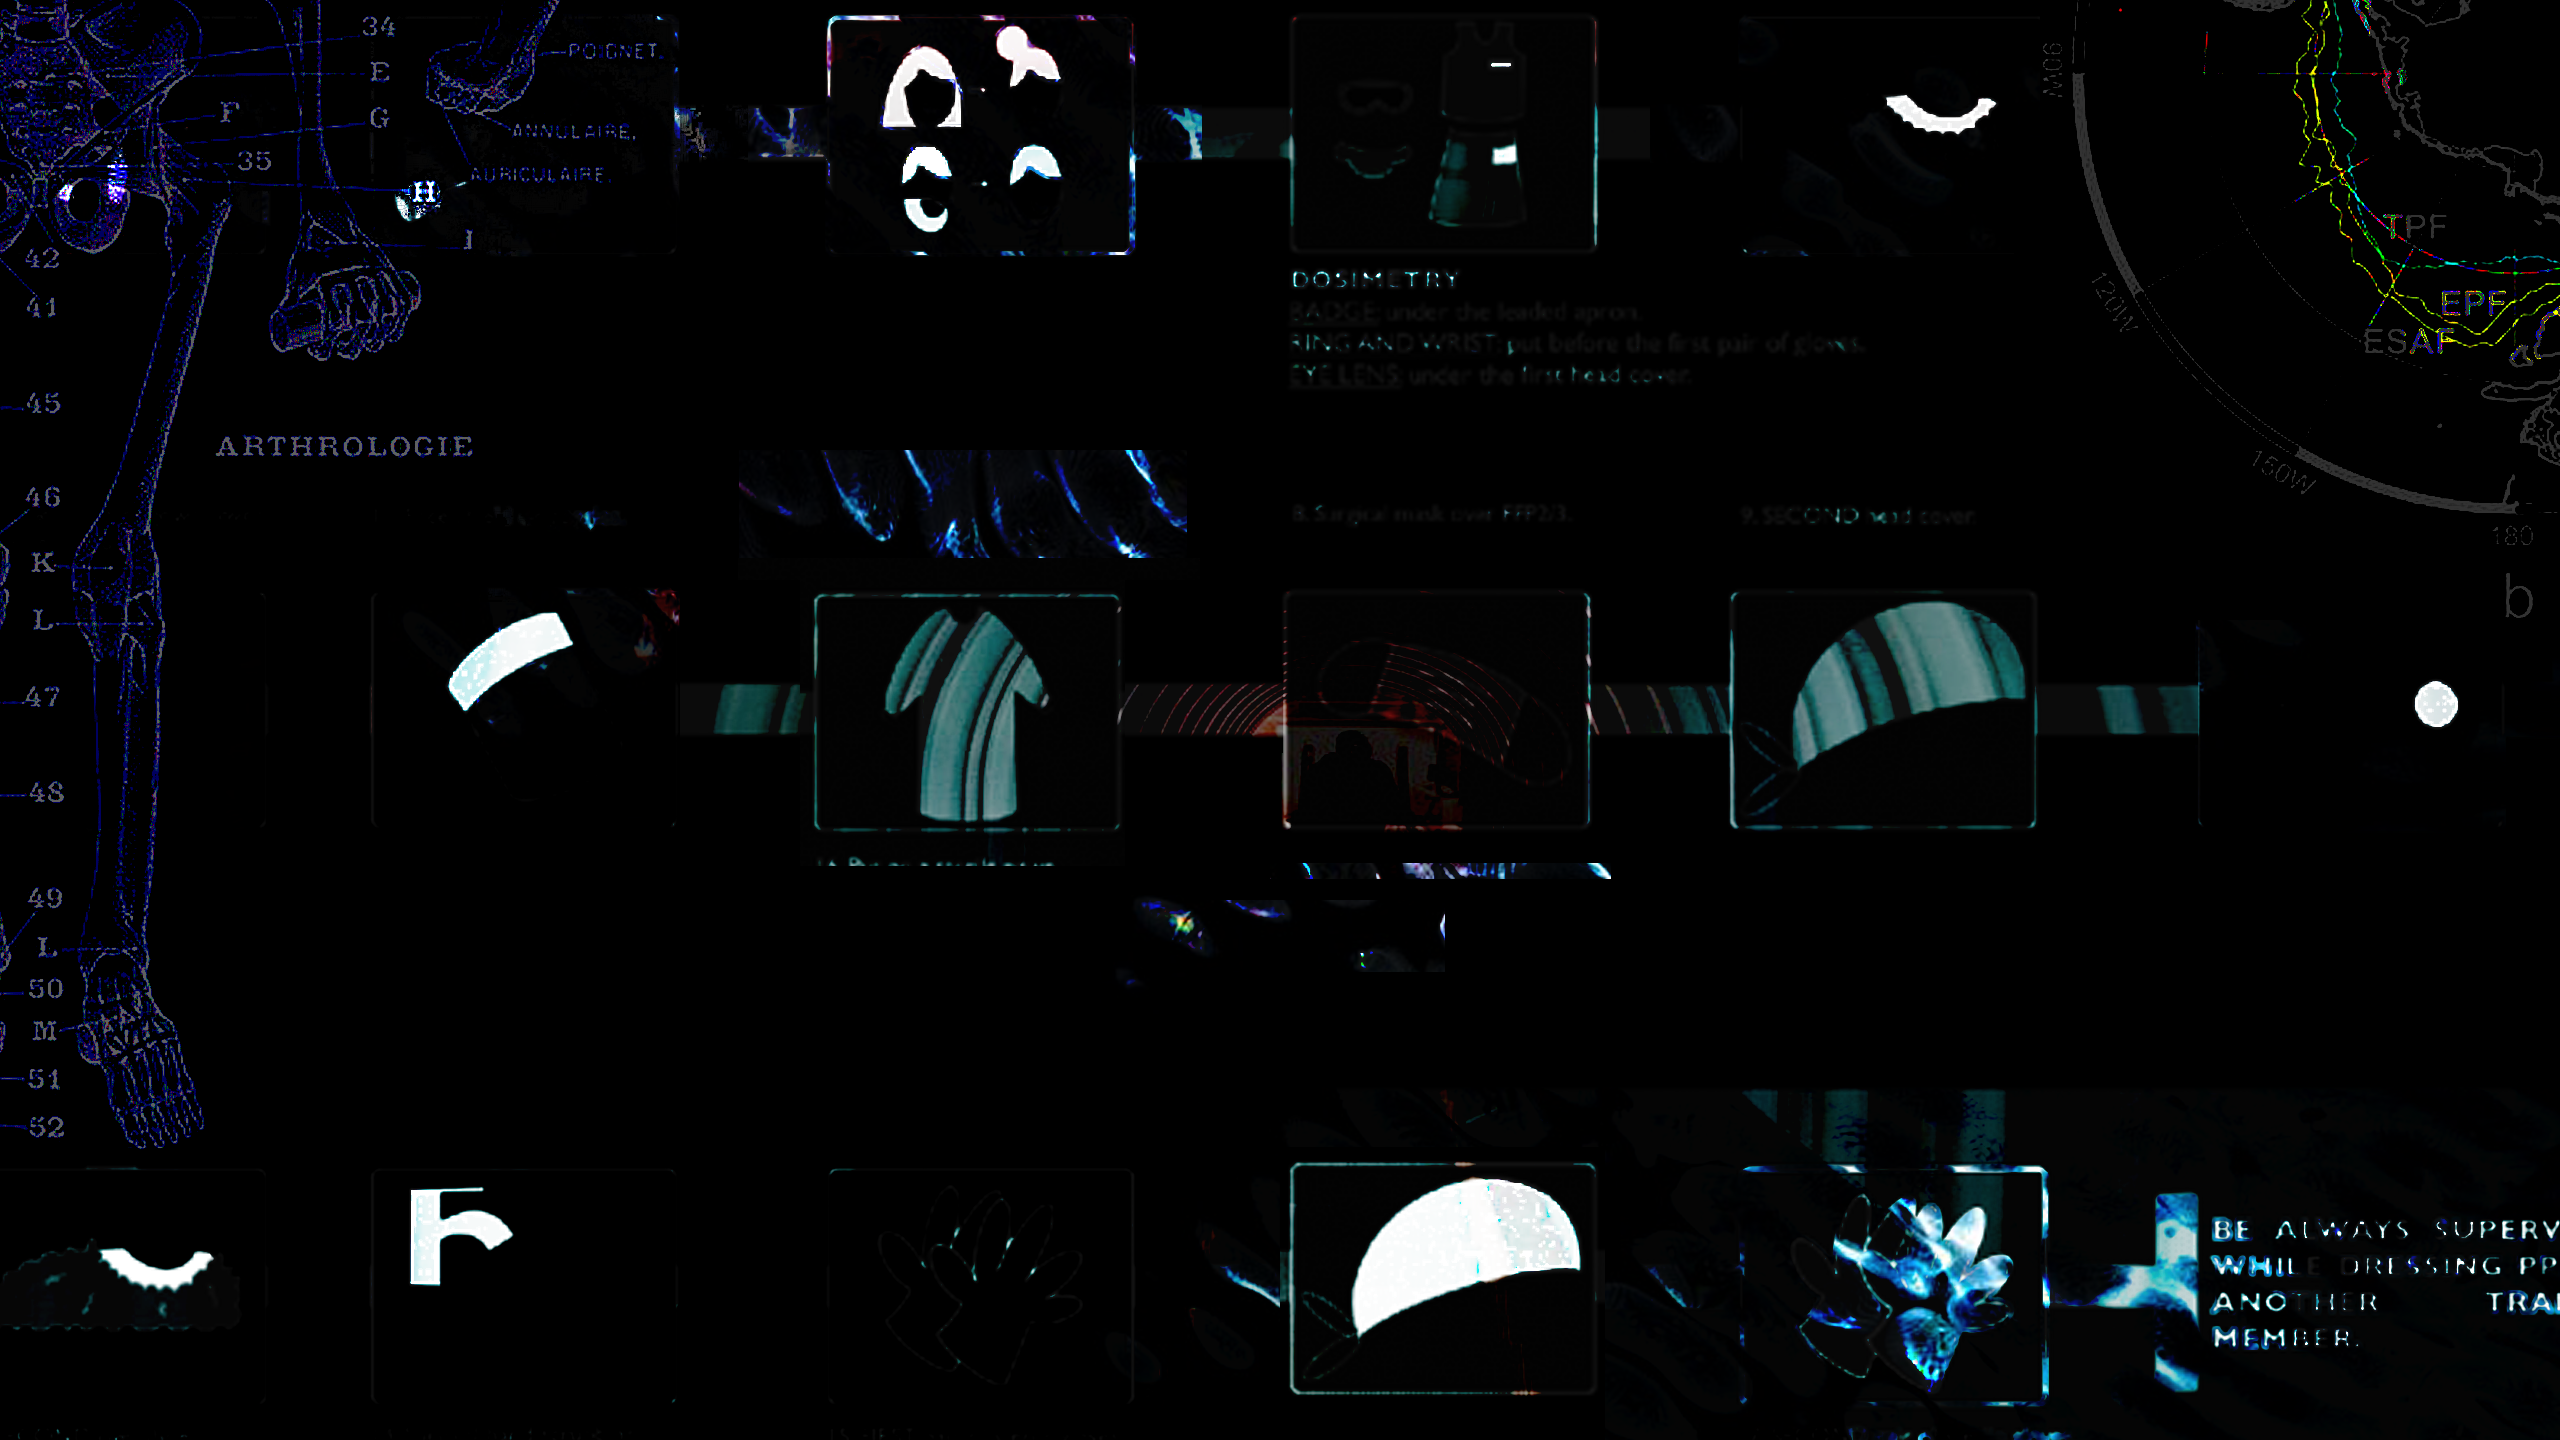 34
E
POIGNET.
F
G
ANNULAIRE.
35
AURICULAIRE.
H
I
42
41
45
ARTHROLOGIE
46
K
L
47
48
49
L
50
M
51
52
DOSIMETRY
BADGE: under the leaded apron.
RING AND WRIST: put before the first pair of gloves.
EYE LENS: under the first head cover.
8. Surgical mask over FFP2/3.
9. SECOND head cover
90W
120W
150W
180
TPF
EPF
ESAF
b
BE ALWAYS SUPERV
WHILE DRESSING PP
ANOTHER TRAI
MEMBER.